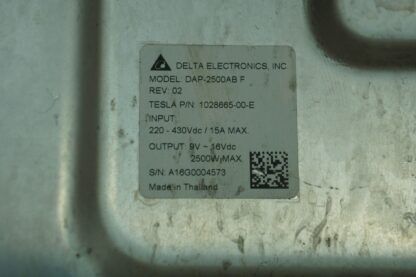 DELTA ELECTRONICS, INC
MODEL: DAP-2500AB F
REV: 02
TESLA P/N: 1028665-00-E
INPUT:
220 - 430Vdc / 15A MAX.
OUTPUT: 9V ~ 16Vdc
2500W MAX.
S/N: A16G0004573
Made in Thailand